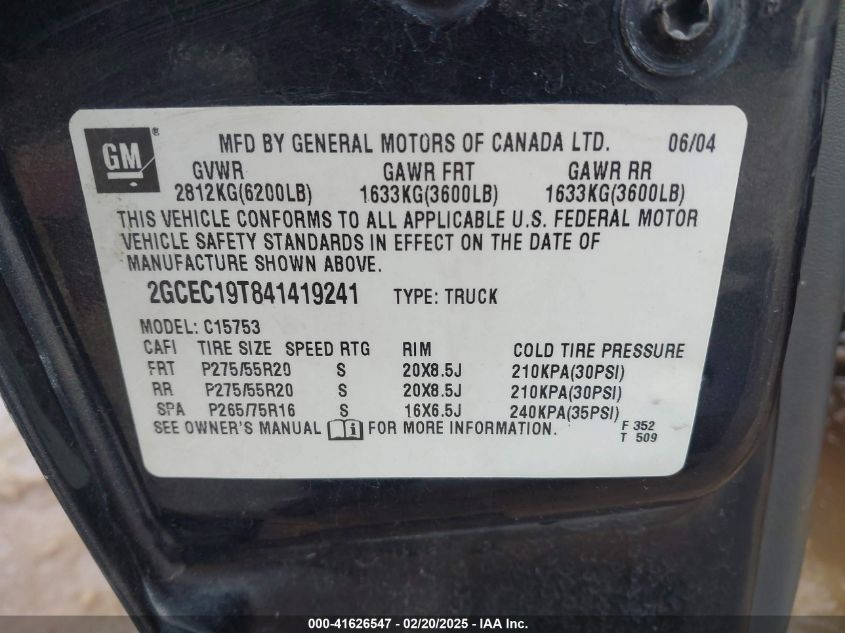 GM ® MFD BY GENERAL MOTORS OF CANADA LTD. 06/04
GVWR GAWR FRT GAWR RR
2812KG(6200LB) 1633KG(3600LB) 1633KG(3600LB)
THIS VEHICLE CONFORMS TO ALL APPLICABLE U.S. FEDERAL MOTOR
VEHICLE SAFETY STANDARDS IN EFFECT ON THE DATE OF
MANUFACTURE SHOWN ABOVE.
2GCEC19T841419241 TYPE: TRUCK
MODEL: C15753
CAFI TIRE SIZE SPEED RTG RIM COLD TIRE PRESSURE
FRT P275/55R20 S 20X8.5J 210KPA(30PSI)
RR P275/55R20 S 20X8.5J 210KPA(30PSI)
SPA P265/75R16 S 16X6.5J 240KPA(35PSI)
SEE OWNER'S MANUAL FOR MORE INFORMATION. F 352
T 509
000-41626547 - 02/20/2025 - IAA Inc.